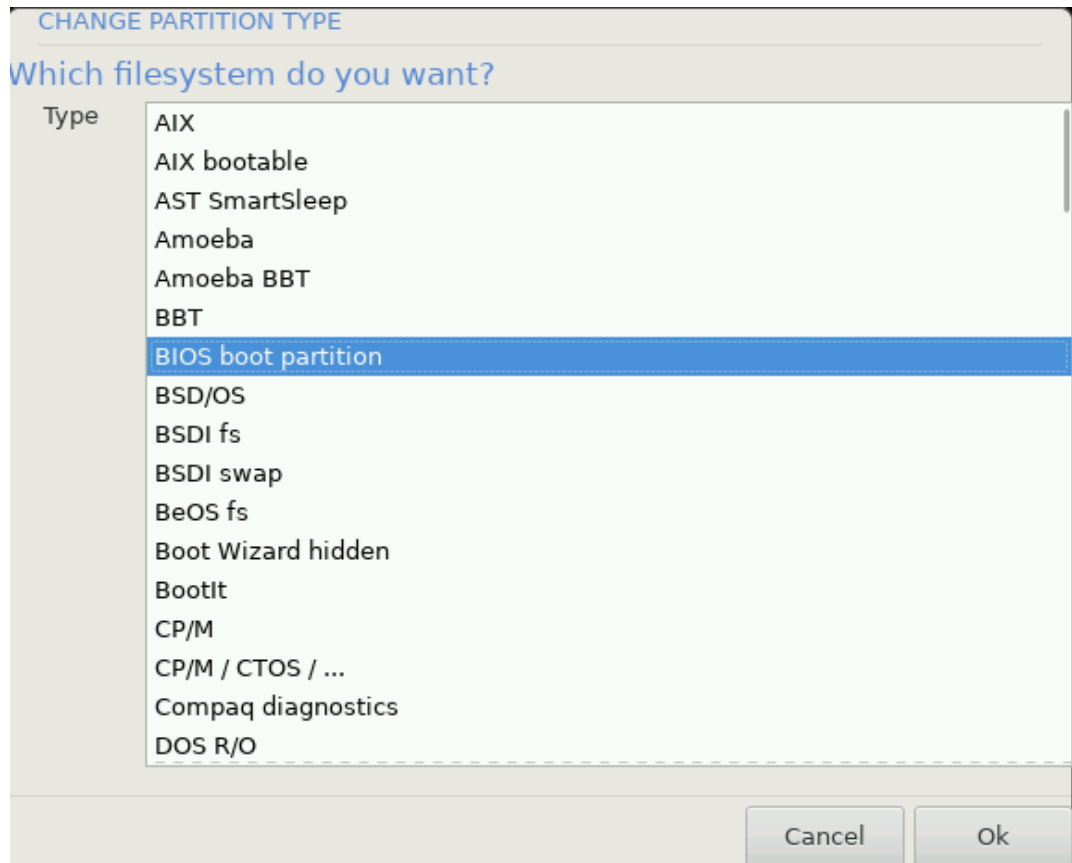 CHANGE PARTITION TYPE
Which filesystem do you want?
Type
AIX
AIX bootable
AST SmartSleep
Amoeba
Amoeba BBT
BBT
BIOS boot partition
BSD/OS
BSDI fs
BSDI swap
BeOS fs
Boot Wizard hidden
BootIt
CP/M
CP/M / CTOS / ...
Compaq diagnostics
DOS R/O
Cancel Ok